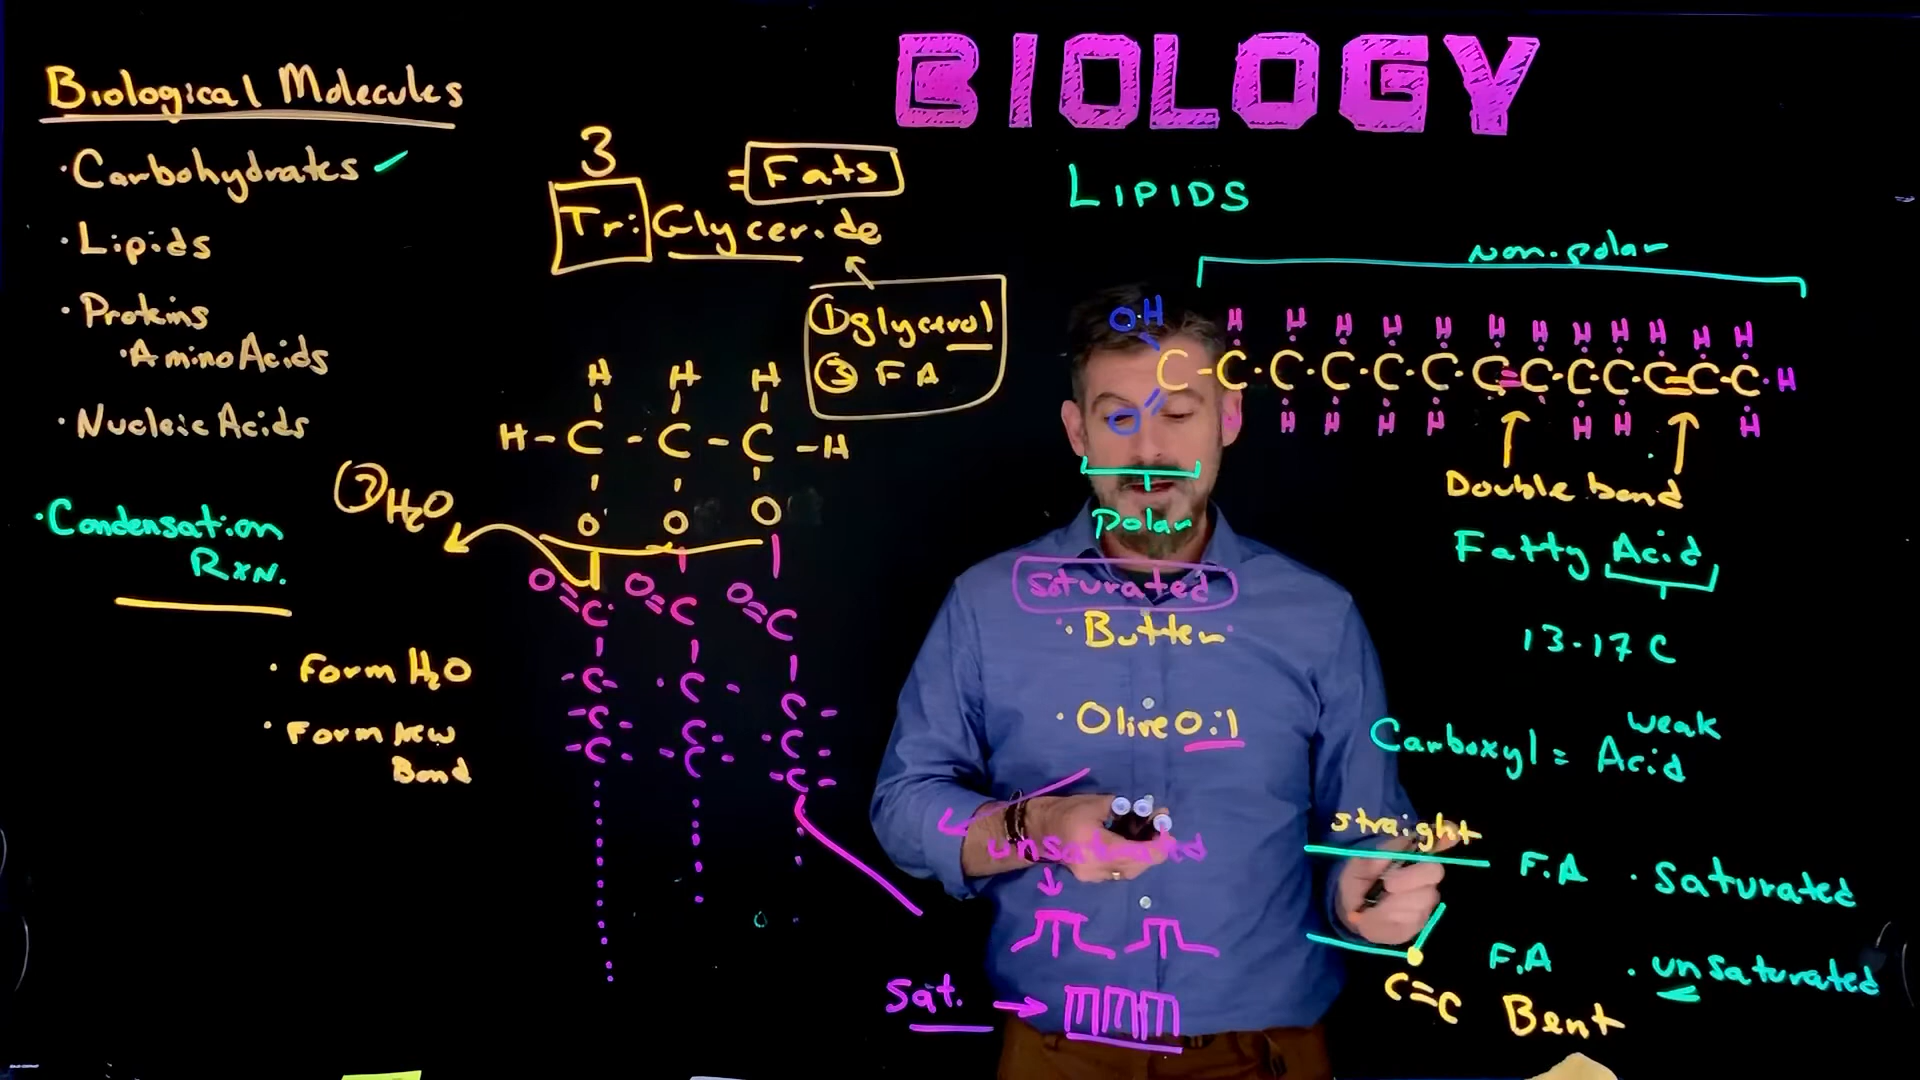 BIOLOGY
LIPIDS
Biological Molecules
· Carbohydrates ✓
· Lipids
· Proteins
· Amino Acids
· Nucleic Acids
· Condensation
Rxn.
· Form H2O
· Form New
Bond
3
= Fats
Tri Glyceride
① glycerol
③ F A
H H H
H - C - C - C - H
O O O
③ H2O
O=C O=C O=C
-C- ·C- C -
-C- -C- -C-
-C- -C- -C-
Non-polar
OH H H H H H H H H H H H
C-C·C·C·C·C=C·C·C·C=C·C·H
O H H H H H H H H
Polar
Double bond
Fatty Acid
13-17 C
Carboxyl = weak Acid
saturated
· Butter
· Olive Oil
unsaturated
Sat. →
straight
F.A · saturated
F.A · unsaturated
C=C Bent